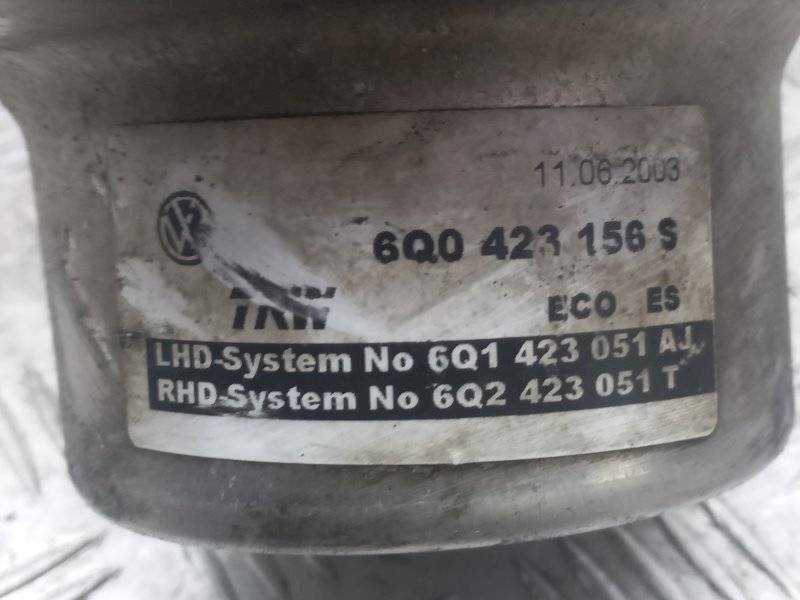 11.06.2003
6Q0 423 156 S
TRW
ECO ES
LHD-System No 6Q1 423 051 AJ
RHD-System No 6Q2 423 051 T